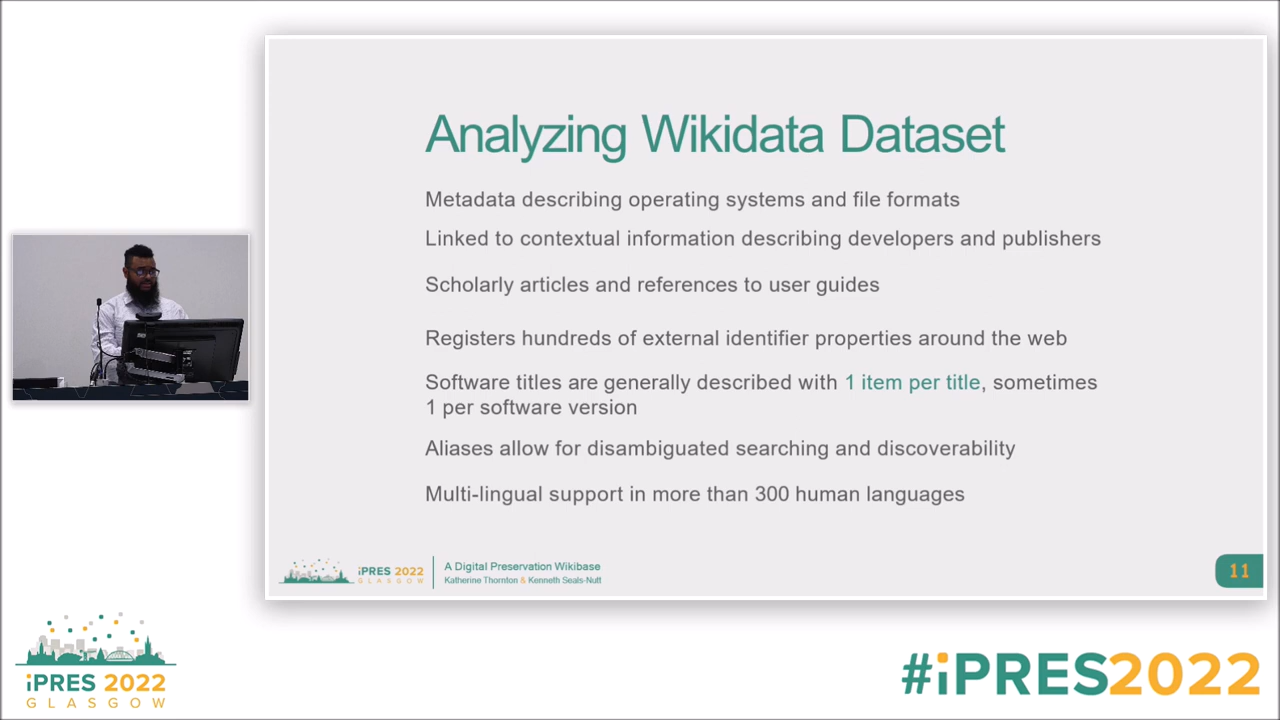 Analyzing Wikidata Dataset
Metadata describing operating systems and file formats
Linked to contextual information describing developers and publishers
Scholarly articles and references to user guides
Registers hundreds of external identifier properties around the web
Software titles are generally described with 1 item per title, sometimes
1 per software version
Aliases allow for disambiguated searching and discoverability
Multi-lingual support in more than 300 human languages
iPRES 2022
GLASGOW
A Digital Preservation Wikibase
Katherine Thornton & Kenneth Seals-Nutt
11
iPRES 2022
GLASGOW
#iPRES2022